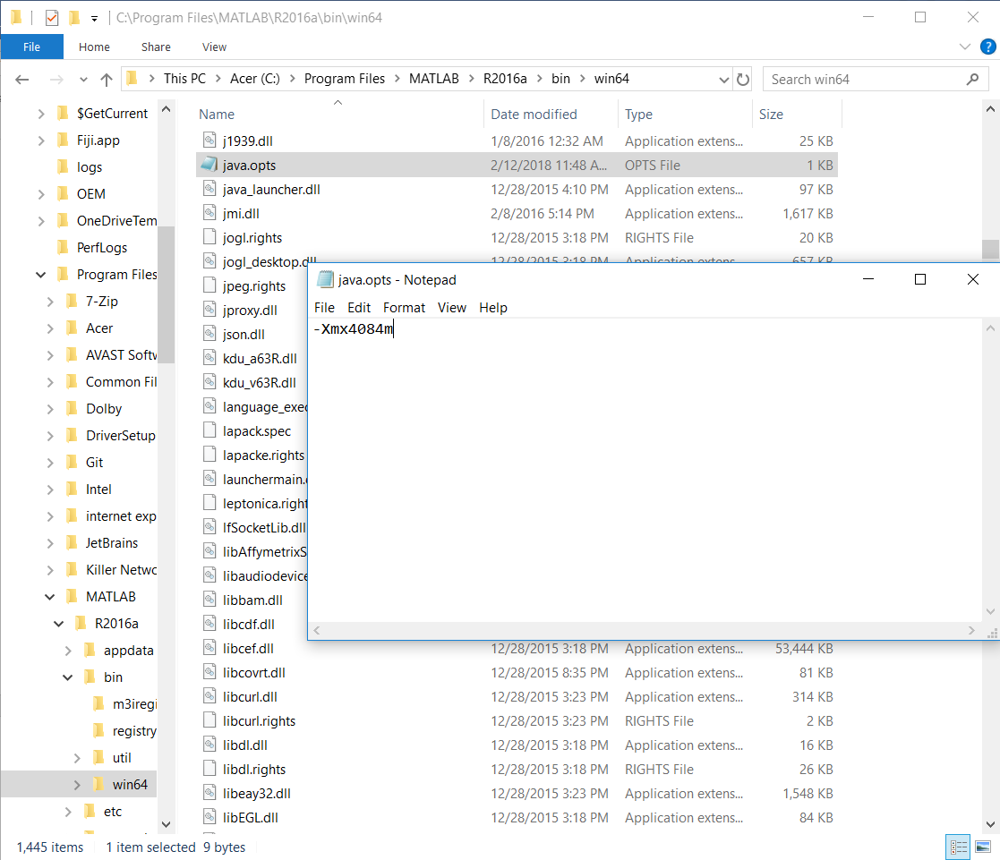 C:\Program Files\MATLAB\R2016a\bin\win64
File Home Share View
This PC Acer (C:) Program Files MATLAB R2016a bin win64
Search win64
$GetCurrent
Fiji.app
logs
OEM
OneDriveTem
PerfLogs
Program Files
7-Zip
Acer
AVAST Softw
Common Fil
Dolby
DriverSetup
Git
Intel
internet exp
JetBrains
Killer Netwo
MATLAB
R2016a
appdata
bin
m3iregi
registry
util
win64
etc
Name Date modified Type Size
j1939.dll 1/8/2016 12:32 AM Application extens... 25 KB
java.opts 2/12/2018 11:48 A... OPTS File 1 KB
java_launcher.dll 12/28/2015 4:10 PM Application extens... 97 KB
jmi.dll 2/8/2016 5:14 PM Application extens... 1,617 KB
jogl.rights 12/28/2015 3:18 PM RIGHTS File 20 KB
jogl_desktop.dll 12/28/2015 3:18 PM Application extens... 657 KB
jpeg.rights
jproxy.dll
json.dll
kdu_a63R.dll
kdu_v63R.dll
language_exec
lapack.spec
lapacke.rights
launchermain.
leptonica.right
lfSocketLib.dll
libAffymetrixS
libaudiodevice
libbam.dll
libcdf.dll
libcef.dll 12/28/2015 3:18 PM Application extens... 53,444 KB
libcovrt.dll 12/28/2015 8:35 PM Application extens... 81 KB
libcurl.dll 12/28/2015 3:23 PM Application extens... 314 KB
libcurl.rights 12/28/2015 3:23 PM RIGHTS File 2 KB
libdl.dll 12/28/2015 3:18 PM Application extens... 16 KB
libdl.rights 12/28/2015 3:18 PM RIGHTS File 26 KB
libeay32.dll 12/28/2015 3:23 PM Application extens... 1,548 KB
libEGL.dll 12/28/2015 3:18 PM Application extens... 84 KB
java.opts - Notepad
File Edit Format View Help
-Xmx4084m
1,445 items 1 item selected 9 bytes